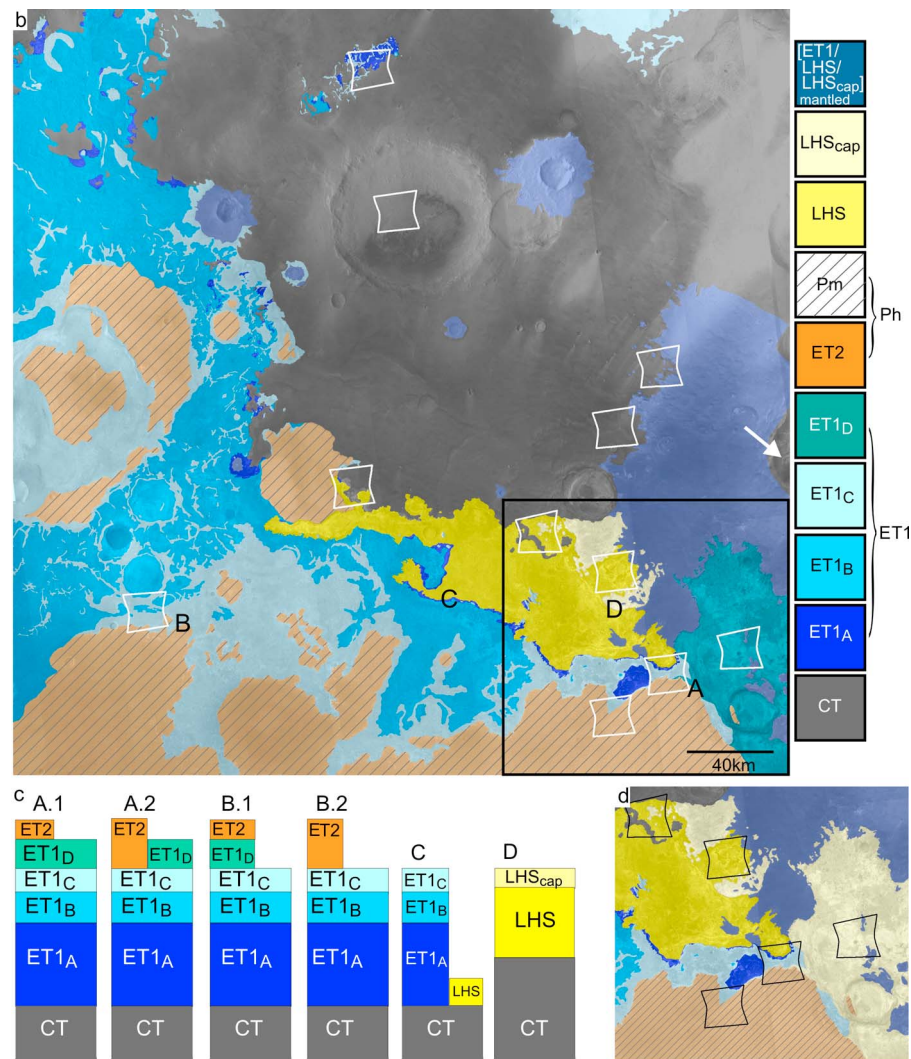 b
[ET1/
LHS/
LHScap]
mantled
LHScap
LHS
Pm
Ph
ET2
ET1D
ET1C
ET1
ET1B
ET1A
CT
B
C
D
A
40km
c
A.1
A.2
B.1
B.2
C
D
ET2
ET1D
ET1C
ET1B
ET1A
CT
ET2
ET1D
ET1C
ET1B
ET1A
CT
ET2
ET1D
ET1C
ET1B
ET1A
CT
ET2
ET1C
ET1B
ET1A
CT
ET1C
ET1B
ET1A
LHS
CT
LHScap
LHS
CT
d